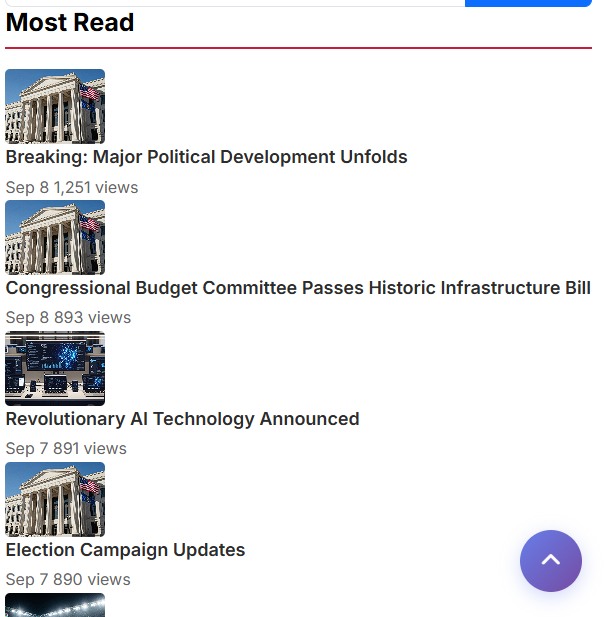 Most Read
Breaking: Major Political Development Unfolds
Sep 8 1,251 views
Congressional Budget Committee Passes Historic Infrastructure Bill
Sep 8 893 views
Revolutionary AI Technology Announced
Sep 7 891 views
Election Campaign Updates
Sep 7 890 views